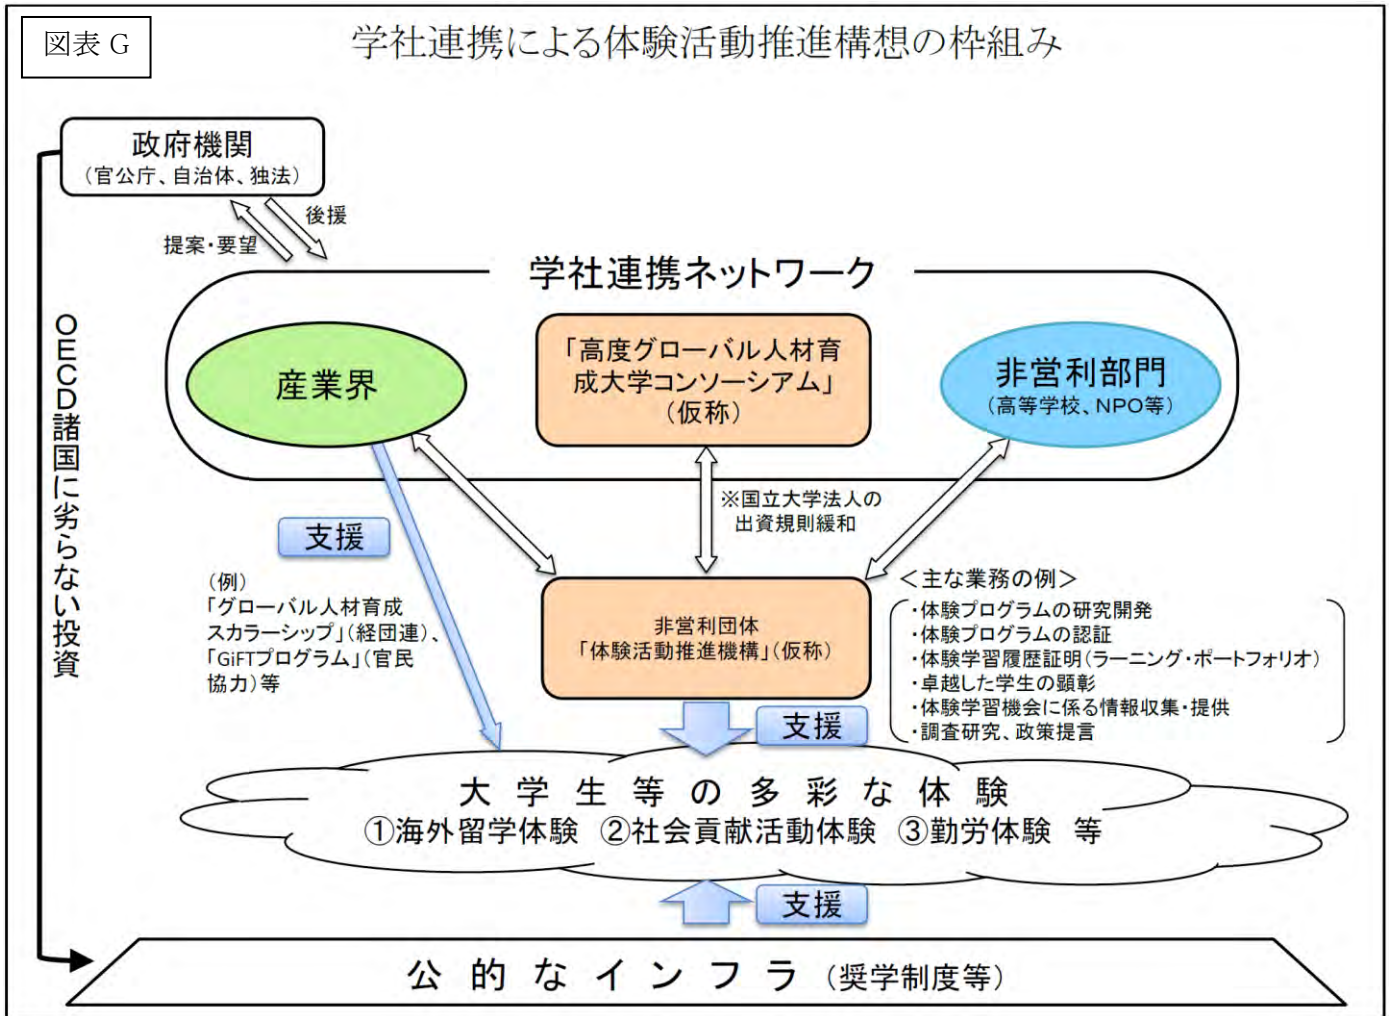 図表 G
学社連携による体験活動推進構想の枠組み
政府機関
(官公庁、自治体、独法)
後援
提案・要望
学社連携ネットワーク
産業界
「高度グローバル人材育
成大学コンソーシアム」
(仮称)
非営利部門
(高等学校、NPO等)
OECD諸国に劣らない投資
※国立大学法人の
出資規則緩和
支援
(例)
「グローバル人材育成
スカラーシップ」(経団連)、
「GiFTプログラム」(官民
協力)等
非営利団体
「体験活動推進機構」(仮称)
<主な業務の例>
・体験プログラムの研究開発
・体験プログラムの認証
・体験学習履歴証明(ラーニング・ポートフォリオ)
・卓越した学生の顕彰
・体験学習機会に係る情報収集・提供
・調査研究、政策提言
支援
大学生等の多彩な体験
①海外留学体験 ②社会貢献活動体験 ③勤労体験 等
支援
公的なインフラ(奨学制度等)